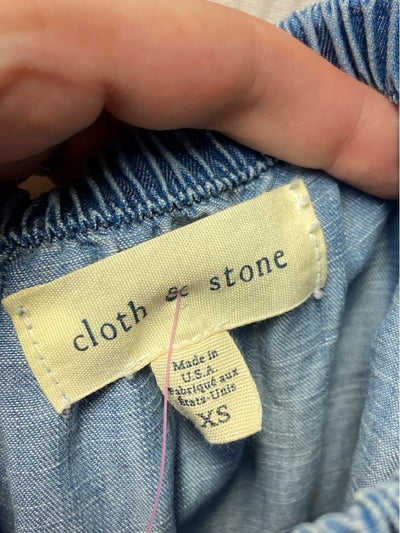 cloth & stone
Made in
U.S.A.
Fabriqué aux
États-Unis
XS